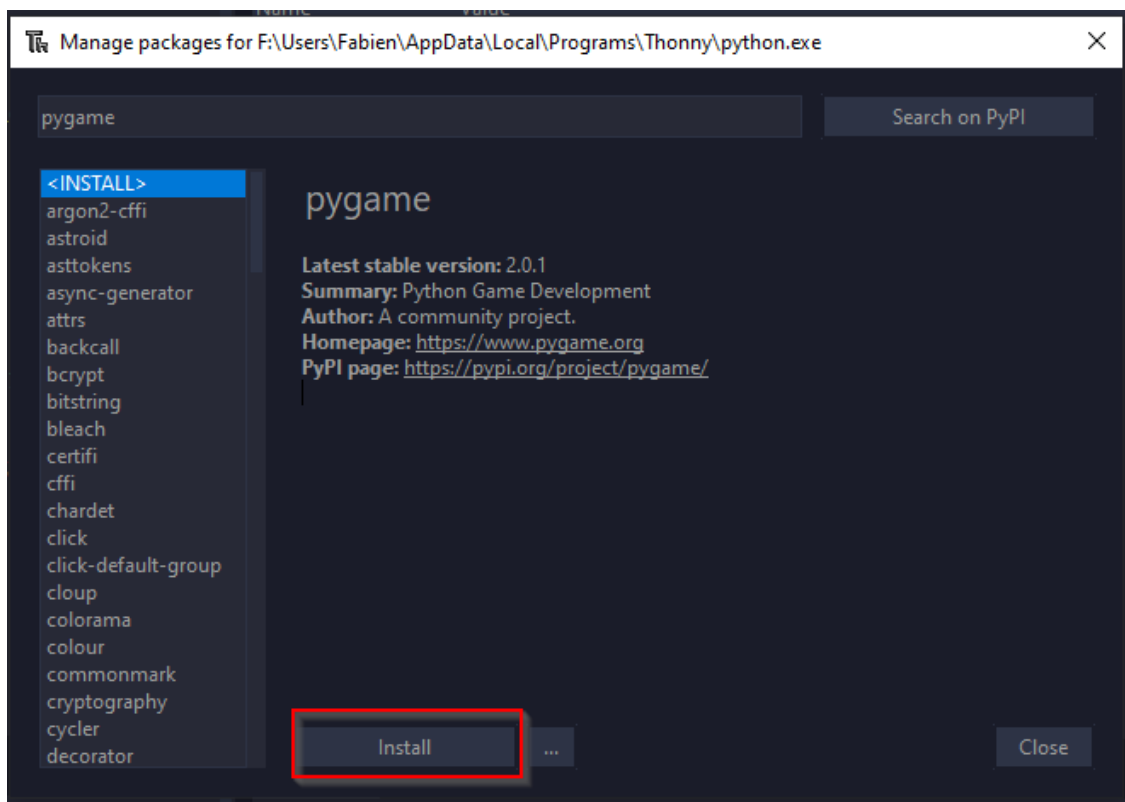 Name Value
Manage packages for F:\Users\Fabien\AppData\Local\Programs\Thonny\python.exe
pygame
Search on PyPI
<INSTALL>
argon2-cffi
astroid
asttokens
async-generator
attrs
backcall
bcrypt
bitstring
bleach
certifi
cffi
chardet
click
click-default-group
cloup
colorama
colour
commonmark
cryptography
cycler
decorator
pygame
Latest stable version: 2.0.1
Summary: Python Game Development
Author: A community project.
Homepage: https://www.pygame.org
PyPI page: https://pypi.org/project/pygame/
Install
...
Close